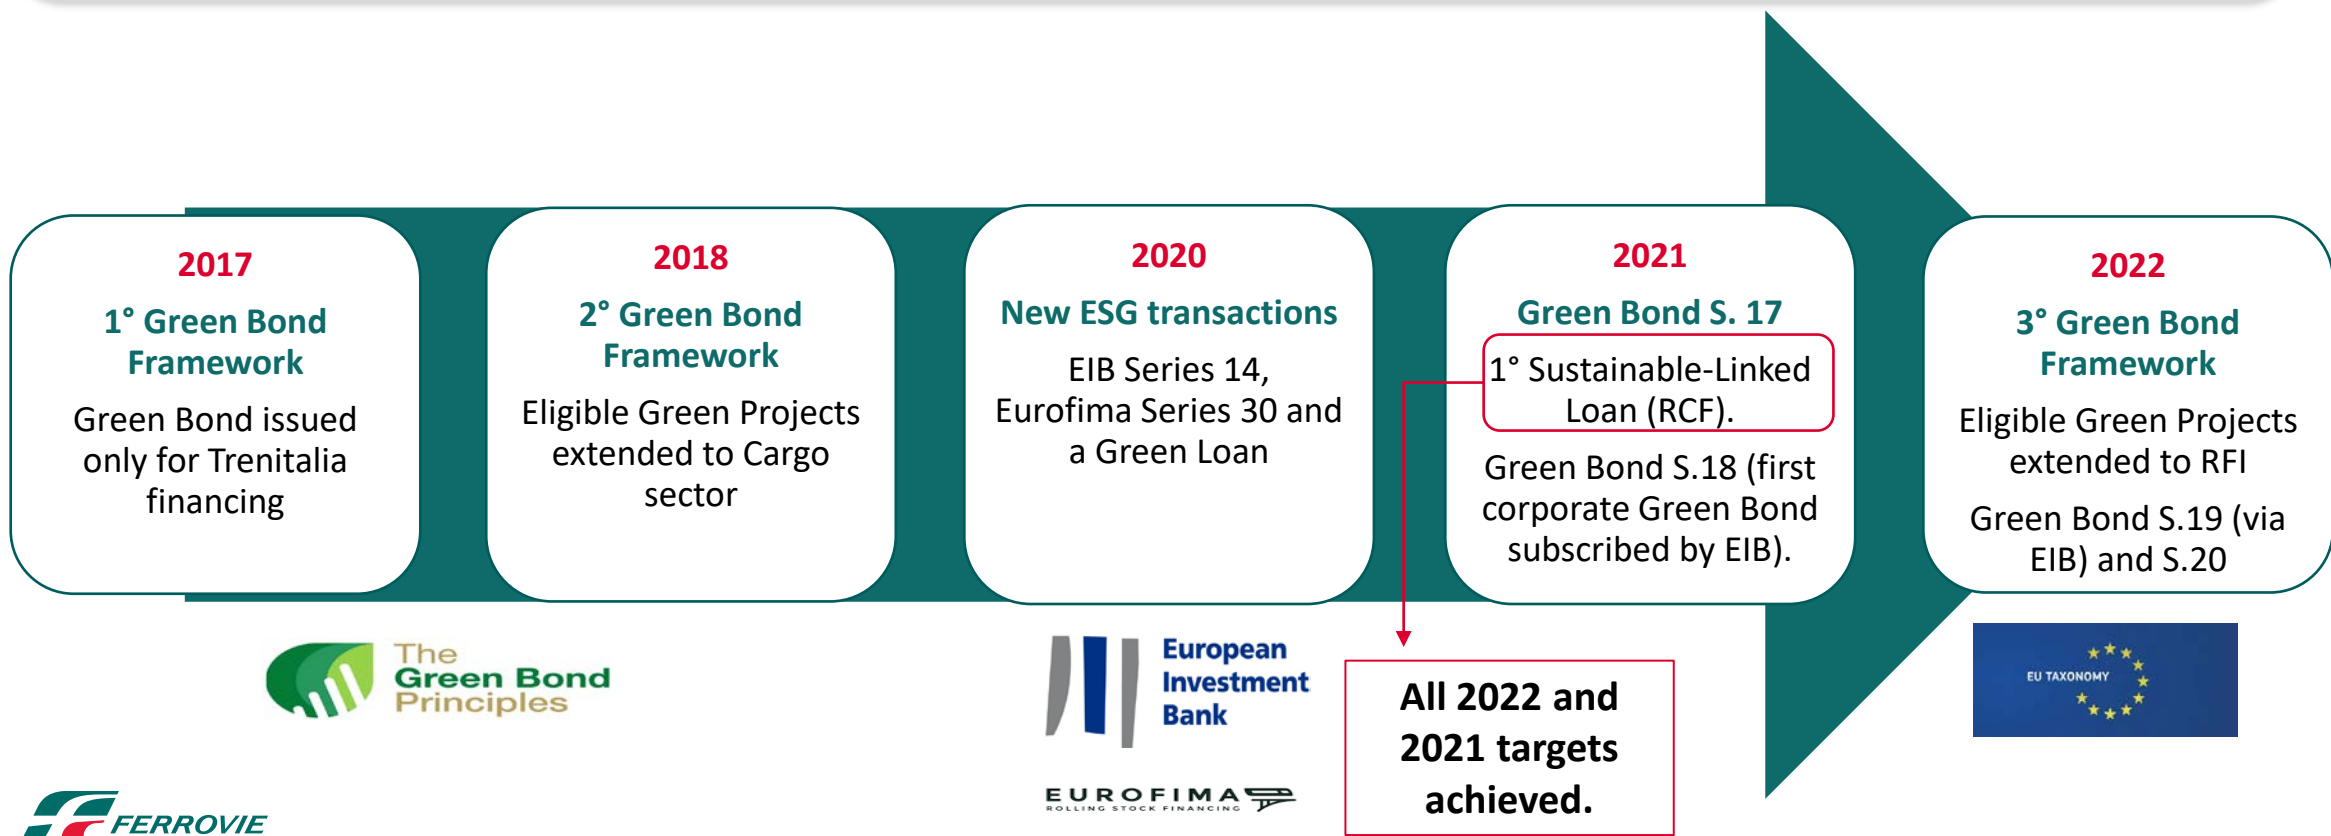 2017
1° Green Bond
Framework
Green Bond issued
only for Trenitalia
financing
2018
2° Green Bond
Framework
Eligible Green Projects
extended to Cargo
sector
2020
New ESG transactions
EIB Series 14,
Eurofima Series 30 and
a Green Loan
2021
Green Bond S. 17
1° Sustainable-Linked
Loan (RCF).
Green Bond S.18 (first
corporate Green Bond
subscribed by EIB).
2022
3° Green Bond
Framework
Eligible Green Projects
extended to RFI
Green Bond S.19 (via
EIB) and S.20
The
Green Bond
Principles
European
Investment
Bank
EUROFIMA
ROLLING STOCK FINANCING
All 2022 and
2021 targets
achieved.
EU TAXONOMY
FERROVIE